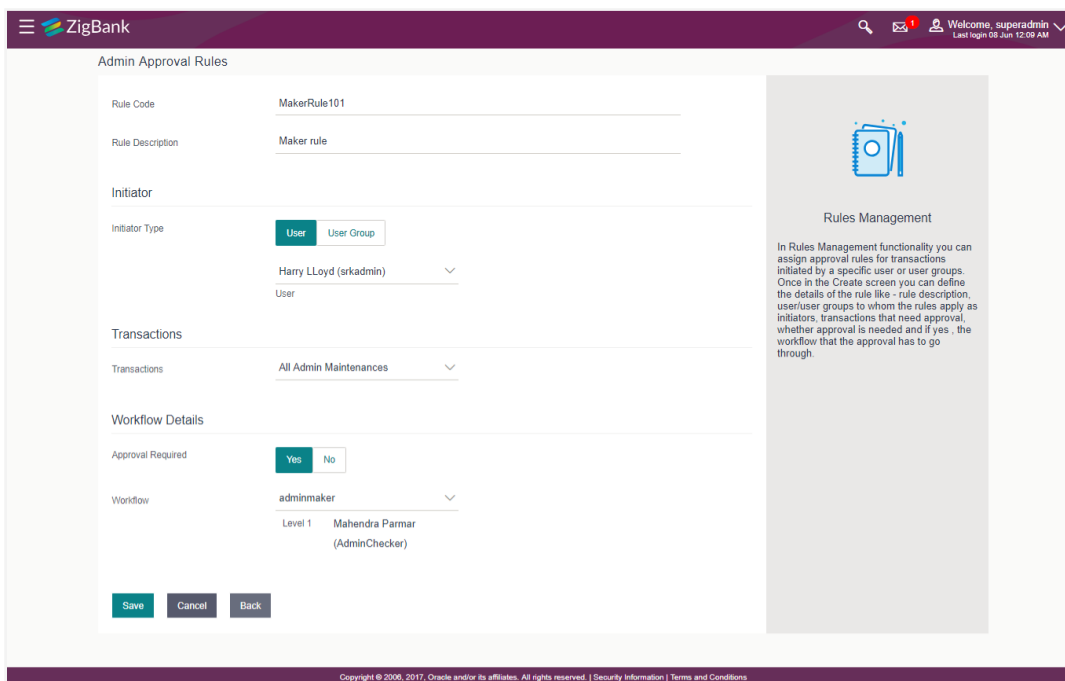 ZigBank
1
Welcome, superadmin
Last login 08 Jun 12:09 AM
Admin Approval Rules
Rule Code
MakerRule101
Rule Description
Maker rule
Initiator
Initiator Type
User
User Group
Harry LLoyd (srkadmin)
User
Transactions
Transactions
All Admin Maintenances
Workflow Details
Approval Required
Yes
No
Workflow
adminmaker
Level 1
Mahendra Parmar
(AdminChecker)
Save
Cancel
Back
Rules Management
In Rules Management functionality you can
assign approval rules for transactions
initiated by a specific user or user groups.
Once in the Create screen you can define
the details of the rule like - rule description,
user/user groups to whom the rules apply as
initiators, transactions that need approval,
whether approval is needed and if yes , the
workflow that the approval has to go
through.
Copyright © 2006, 2017, Oracle and/or its affiliates. All rights reserved. | Security Information | Terms and Conditions